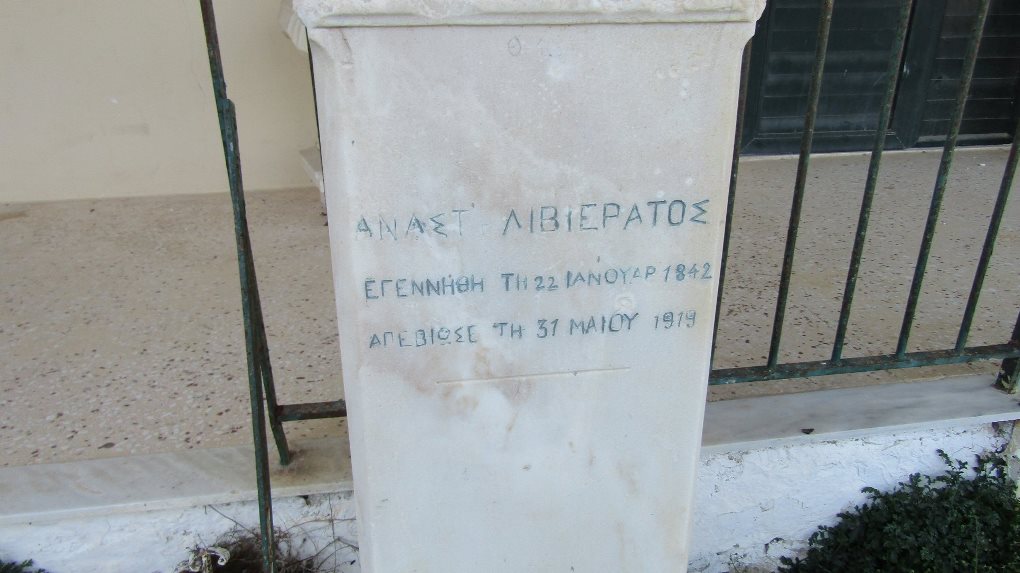 ΑΝΑΣΤ' ΛΙΒΙΕΡΑΤΟΣ
ΕΓΕΝΝΗΘΗ ΤΗ 22 ΙΑΝΟΥΑΡ 1842
ΑΠΕΒΙΩΣΕ ΤΗ 31 ΜΑΙΟΥ 1919